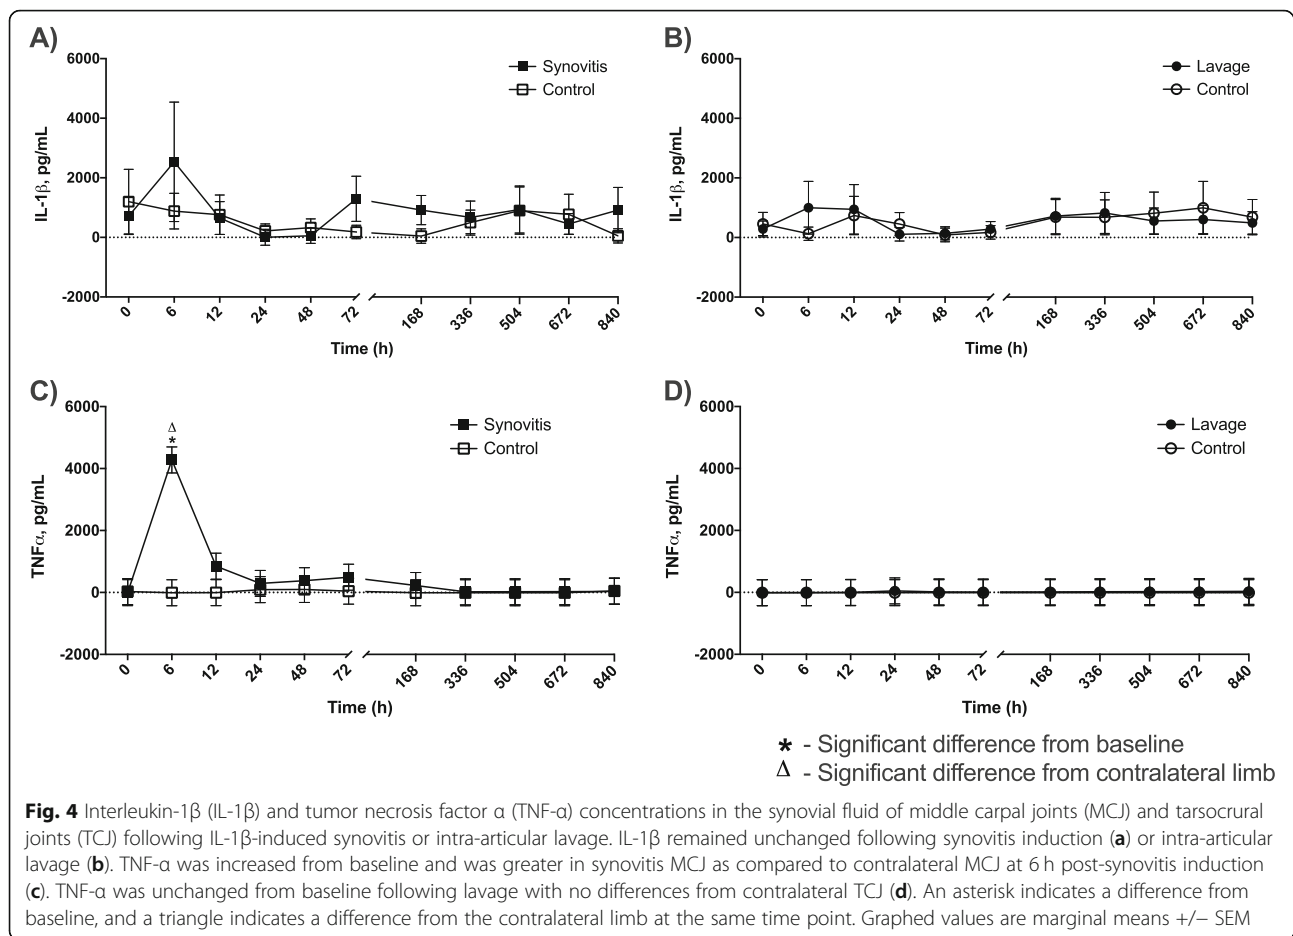 A)
6000
4000
2000
0
-2000
IL-1β, pg/mL
Synovitis
Control
0 6 12 24 48 72 168 336 504 672 840
Time (h)
B)
6000
4000
2000
0
-2000
IL-1β, pg/mL
Lavage
Control
0 6 12 24 48 72 168 336 504 672 840
Time (h)
C)
6000
4000
2000
0
-2000
TNFα, pg/mL
Δ
*
Synovitis
Control
0 6 12 24 48 72 168 336 504 672 840
Time (h)
D)
6000
4000
2000
0
-2000
TNFα, pg/mL
Lavage
Control
0 6 12 24 48 72 168 336 504 672 840
Time (h)
* - Significant difference from baseline
Δ - Significant difference from contralateral limb
Fig. 4 Interleukin-1β (IL-1β) and tumor necrosis factor α (TNF-α) concentrations in the synovial fluid of middle carpal joints (MCJ) and tarsocrural
joints (TCJ) following IL-1β-induced synovitis or intra-articular lavage. IL-1β remained unchanged following synovitis induction (a) or intra-articular
lavage (b). TNF-α was increased from baseline and was greater in synovitis MCJ as compared to contralateral MCJ at 6 h post-synovitis induction
(c). TNF-α was unchanged from baseline following lavage with no differences from contralateral TCJ (d). An asterisk indicates a difference from
baseline, and a triangle indicates a difference from the contralateral limb at the same time point. Graphed values are marginal means +/− SEM